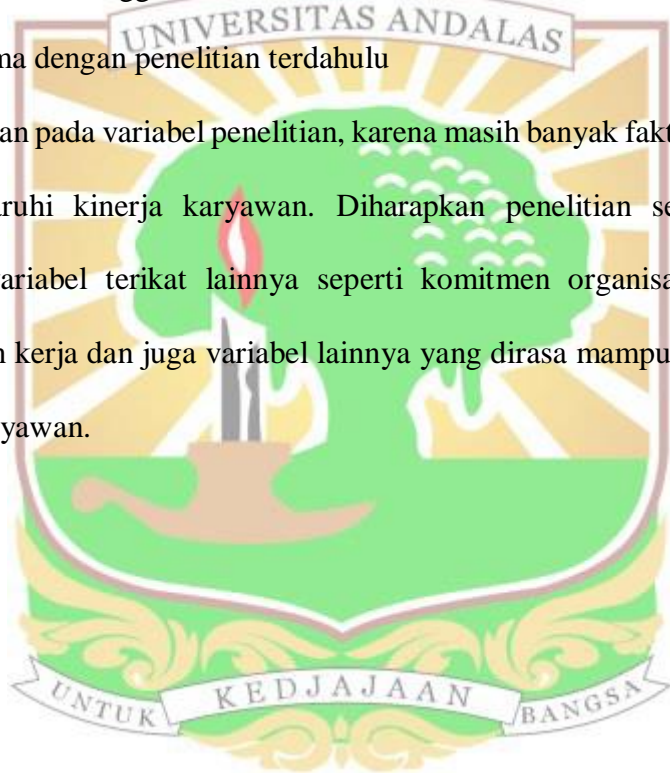 UNIVERSITAS ANDALAS
ma dengan penelitian terdahulu
an pada variabel penelitian, karena masih banyak fakt
ruhi kinerja karyawan. Diharapkan penelitian se
ariabel terikat lainnya seperti komitmen organisa
kerja dan juga variabel lainnya yang dirasa mampu
yawan.
UNTUK KEDJAJAAN BANGSA